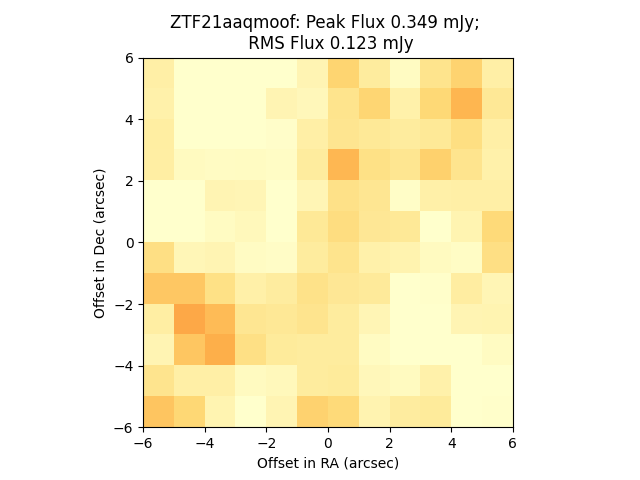 ZTF21aaqmoof: Peak Flux 0.349 mJy;
RMS Flux 0.123 mJy
6
4
2
0
−2
−4
−6
Offset in Dec (arcsec)
−6 −4 −2 0 2 4 6
Offset in RA (arcsec)